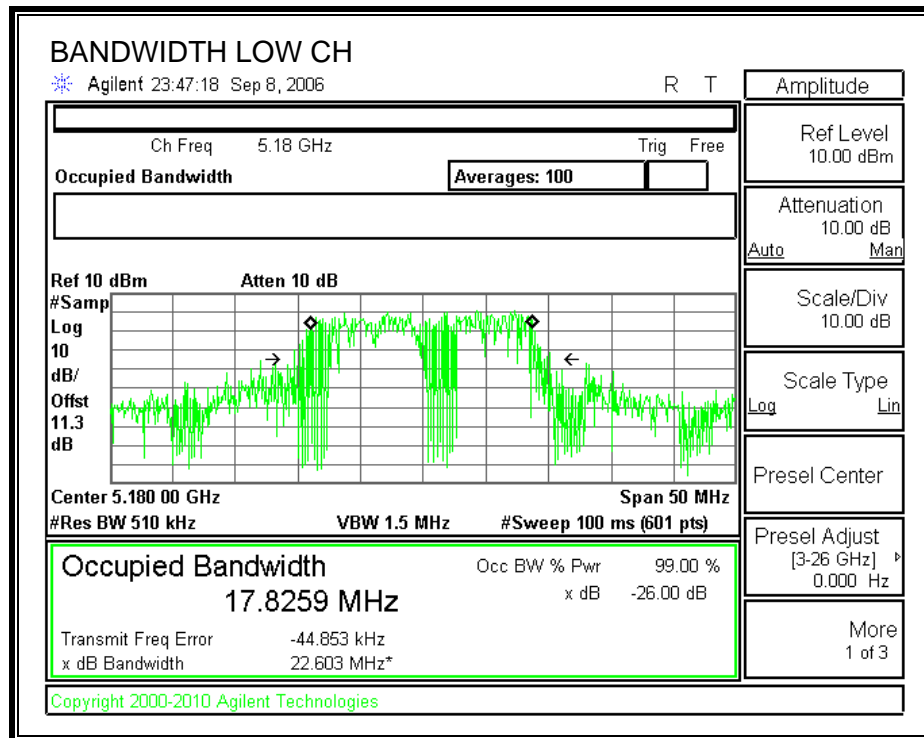 BANDWIDTH LOW CH
Agilent 23:47:18 Sep 8, 2006 R T
Ch Freq 5.18 GHz Trig Free
Occupied Bandwidth Averages: 100
Ref 10 dBm Atten 10 dB
#Samp
Log
10
dB/
Offst
11.3
dB
Center 5.180 00 GHz Span 50 MHz
#Res BW 510 kHz VBW 1.5 MHz #Sweep 100 ms (601 pts)
Occupied Bandwidth Occ BW % Pwr 99.00 %
17.8259 MHz x dB -26.00 dB
Transmit Freq Error -44.853 kHz
x dB Bandwidth 22.603 MHz*
Copyright 2000-2010 Agilent Technologies
Amplitude
Ref Level
10.00 dBm
Attenuation
10.00 dB
Auto Man
Scale/Div
10.00 dB
Scale Type
Log Lin
Presel Center
Presel Adjust
[3-26 GHz]
0.000 Hz
More
1 of 3